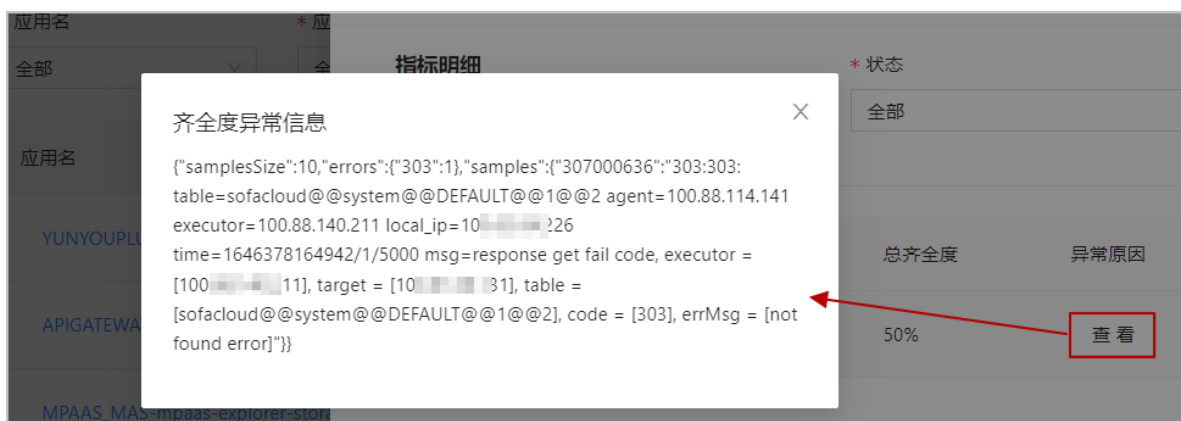 应用名
* 应
指标明细
* 状态
全部
全部
齐全度异常信息
应用名
{"samplesSize":10,"errors":{"303":1},"samples":{"307000636":"303:303:
table=sofacloud@@system@@DEFAULT@@1@@2 agent=100.88.114.141
executor=100.88.140.211 local_ip=10 226
time=1646378164942/1/5000 msg=response get fail code, executor =
[100 11], target = [10 31], table =
[sofacloud@@system@@DEFAULT@@1@@2], code = [303], errMsg = [not
found error]"}}
YUNYOUPLU
总齐全度
异常原因
APIGATEWA
50%
查看
MPAAS_MAS-mpaas-explorer-stora